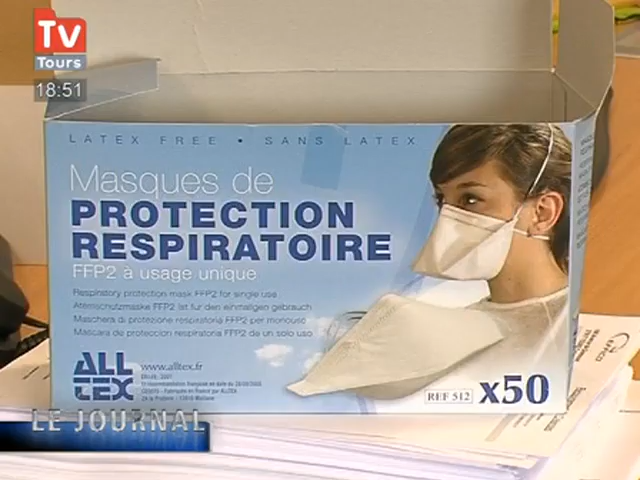 Tv
Tours
18:51
LATEX FREE • SANS LATEX
Masques de
PROTECTION
RESPIRATOIRE
FFP2 à usage unique
Respiratory protection mask FFP2 for single use
Atemschutzmaske FFP2 ist für den einmaligen gebrauch
Maschera di protezione respiratoria FFP2 per monouso
Máscara de proteccion respiratoria FFP2 de un solo uso
ALL
TEX
www.alltex.fr
REF 512
x50
LE JOURNAL